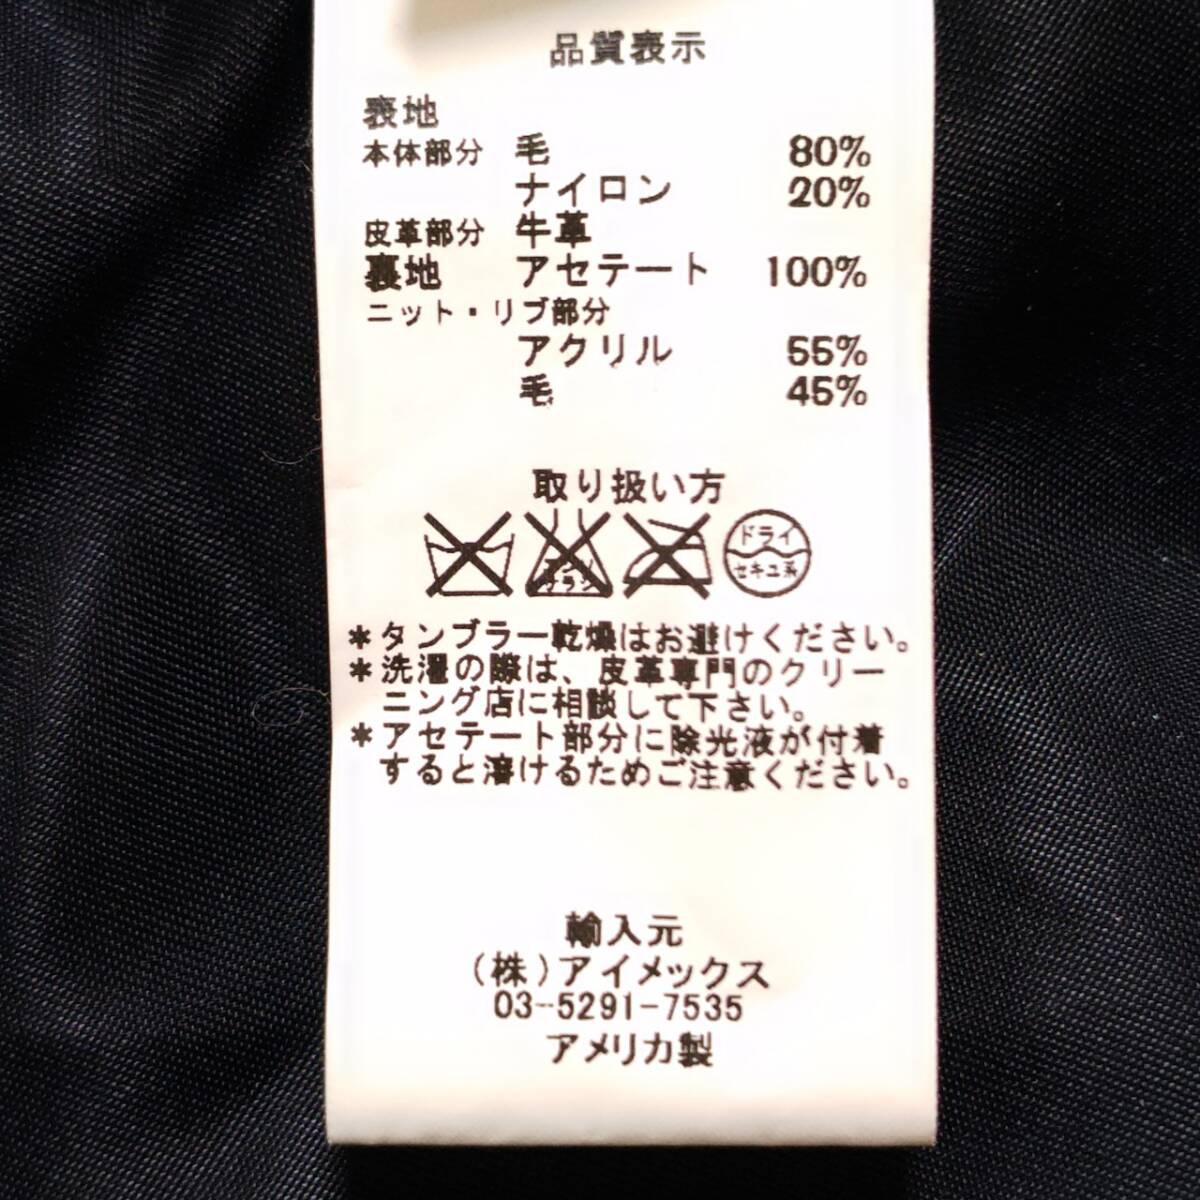 品質表示
表地
本体部分 毛 80%
ナイロン 20%
皮革部分 牛革
裏地 アセテート 100%
ニット・リブ部分
アクリル 55%
毛 45%
取り扱い方
エンソ
サラシ
ドライ
セキユ系
*タンブラー乾燥はお避けください。
*洗濯の際は、皮革専門のクリー
ニング店に相談して下さい。
*アセテート部分に除光液が付着
すると溶けるためご注意ください。
輸入元
(株)アイメックス
03-5291-7535
アメリカ製